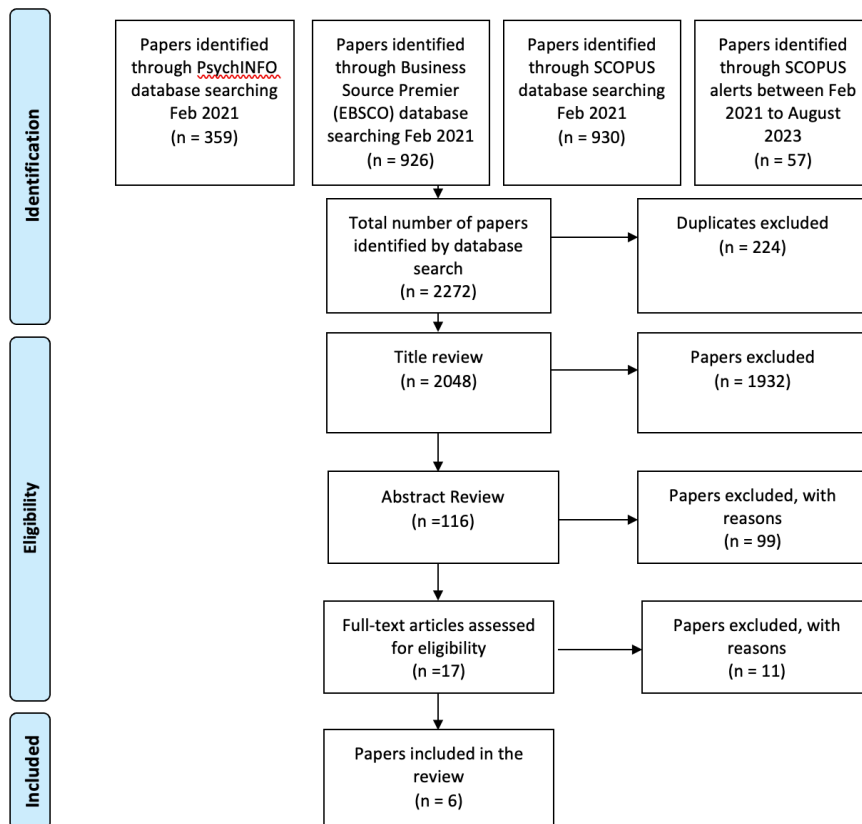 Identification
Papers identified
through PsychINFO
database searching
Feb 2021
(n = 359)
Papers identified
through Business
Source Premier
(EBSCO) database
searching Feb 2021
(n = 926)
Papers identified
through SCOPUS
database searching
Feb 2021
(n = 930)
Papers identified
through SCOPUS
alerts between Feb
2021 to August
2023
(n = 57)
Total number of papers
identified by database
search
(n = 2272)
Duplicates excluded
(n = 224)
Eligibility
Title review
(n = 2048)
Papers excluded
(n = 1932)
Abstract Review
(n =116)
Papers excluded, with
reasons
(n = 99)
Full-text articles assessed
for eligibility
(n =17)
Papers excluded, with
reasons
(n = 11)
Included
Papers included in the
review
(n = 6)